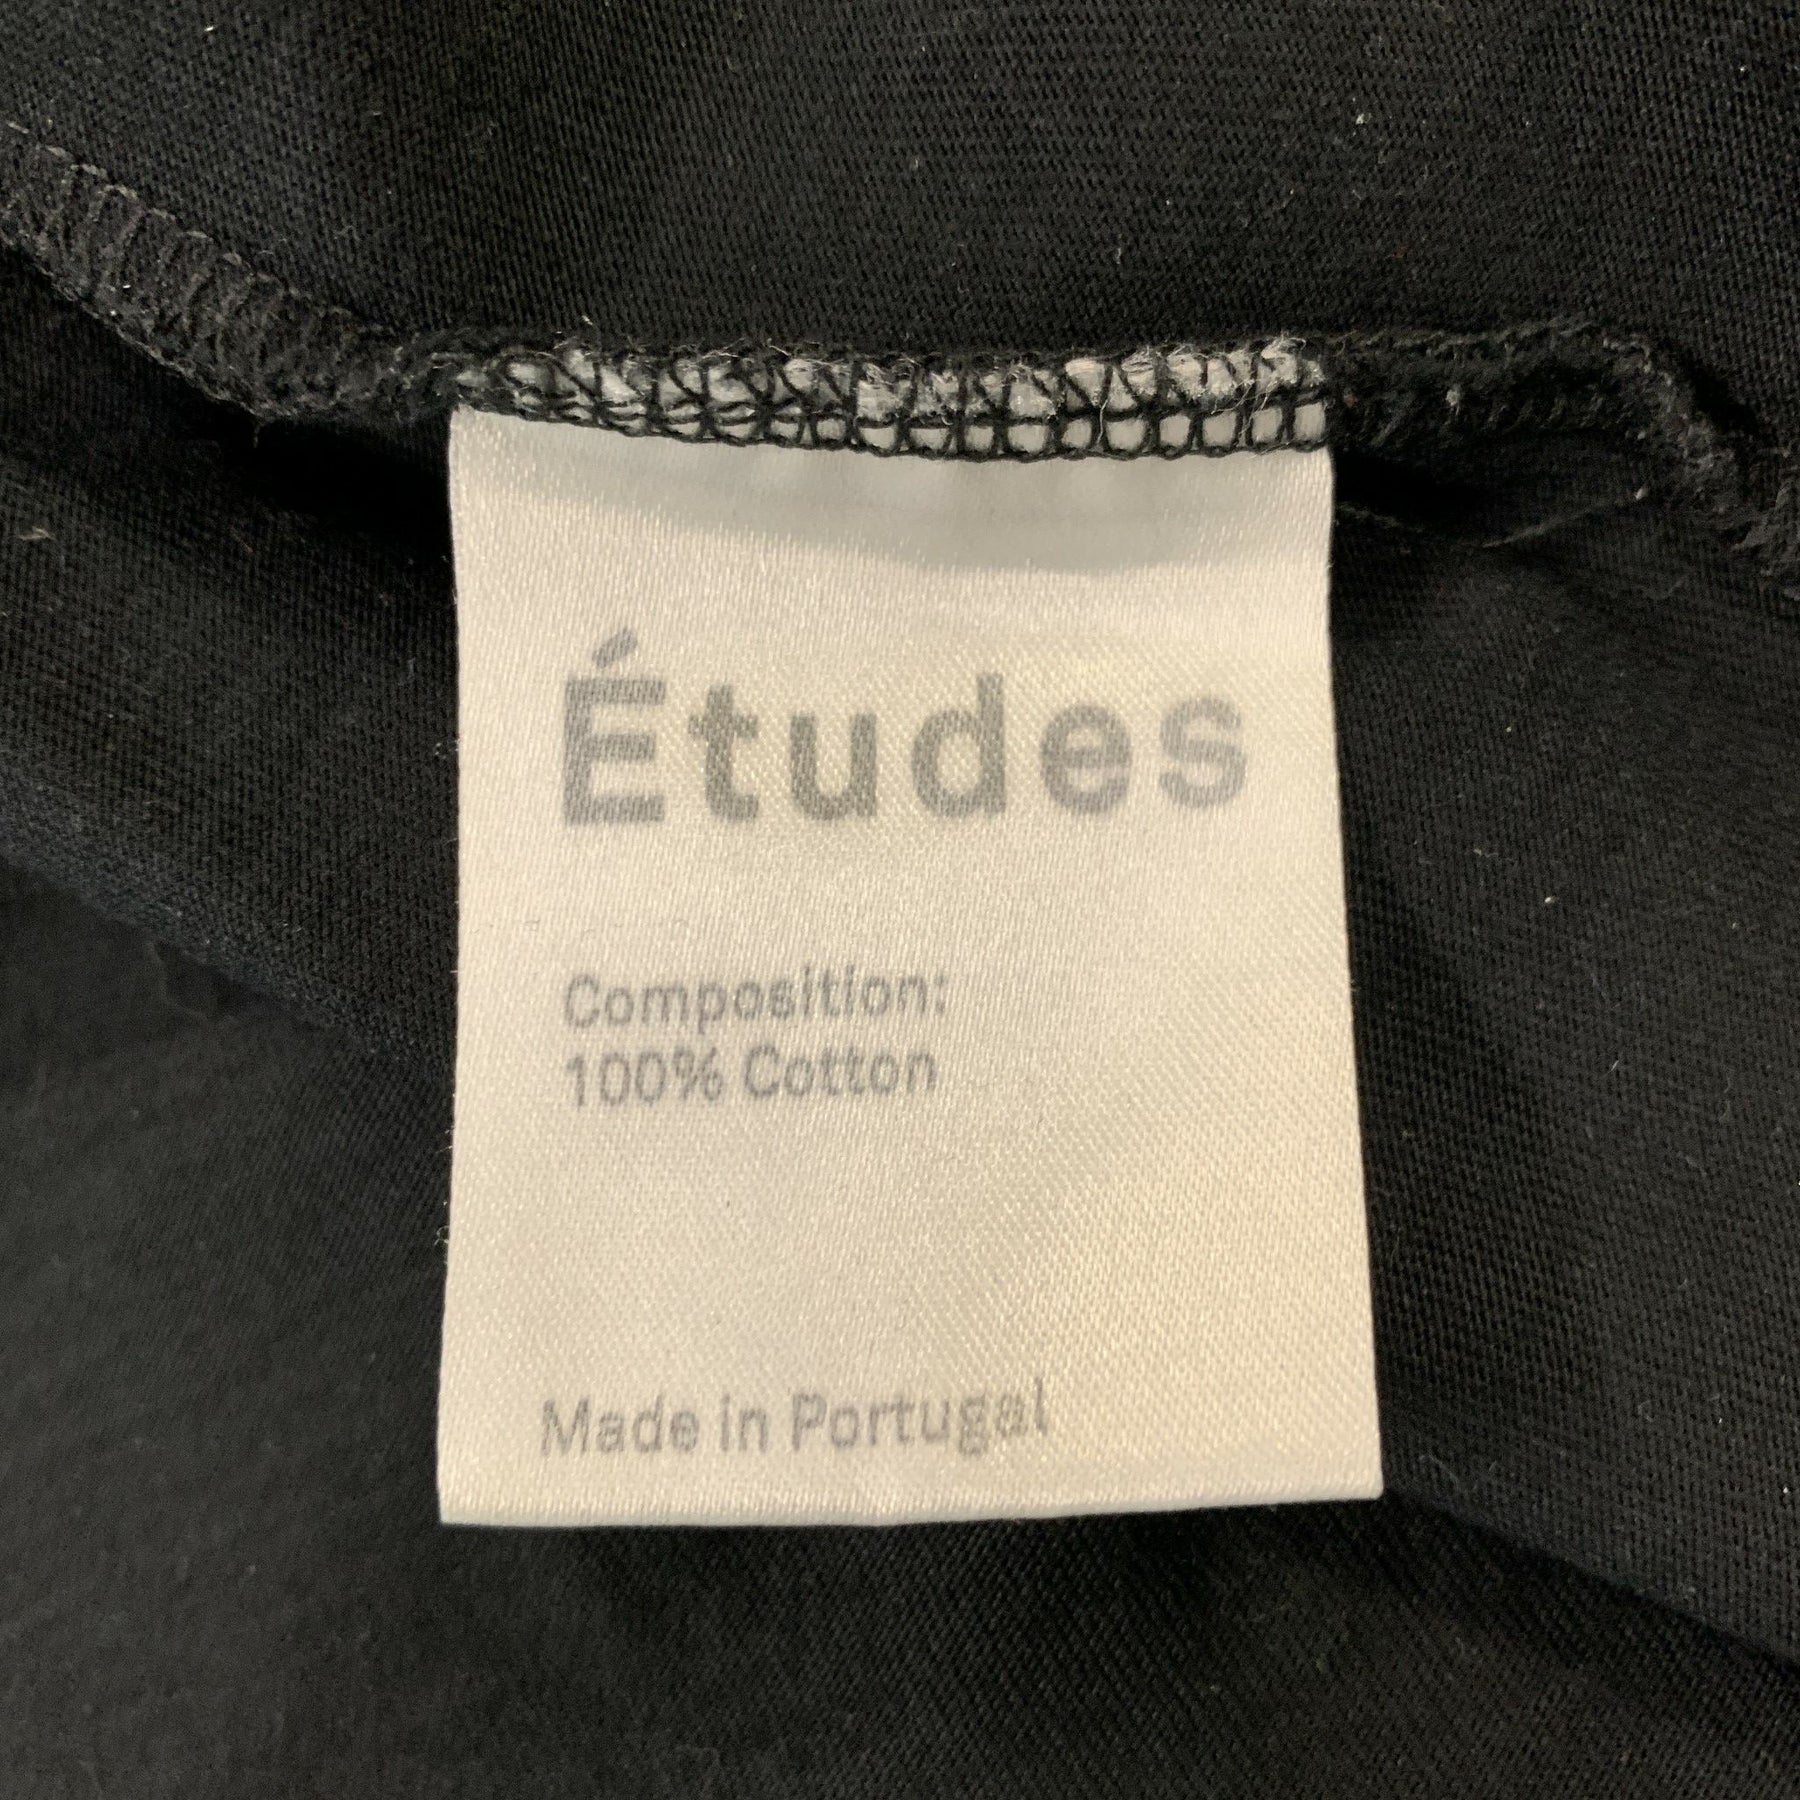 Études
Composition:
100% Cotton
Made in Portugal